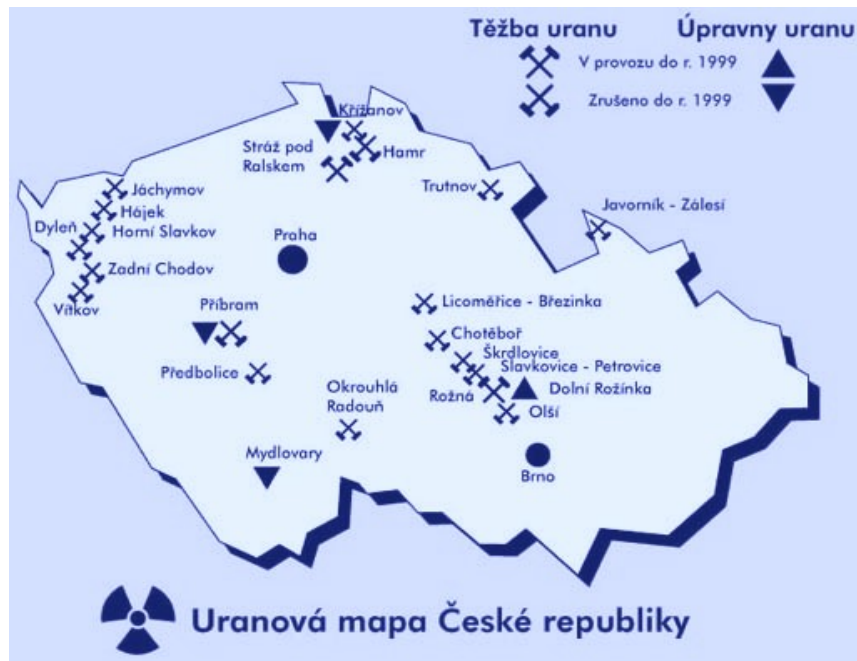 Těžba uranu
Úpravny uranu
V provozu do r. 1999
Zrušeno do r. 1999
Křížanov
Stráž pod
Ralskem
Hamr
Trutnov
Javorník - Zálesí
Jáchymov
Hájek
Dyleň
Horní Slavkov
Praha
Zadní Chodov
Vítkov
Příbram
Licoměřice - Březinka
Chotěboř
Škrdlovice
Slavkovice - Petrovice
Předbolice
Okrouhlá
Radouň
Rožná
Dolní Rožínka
Olší
Mydlovary
Brno
Uranová mapa České republiky